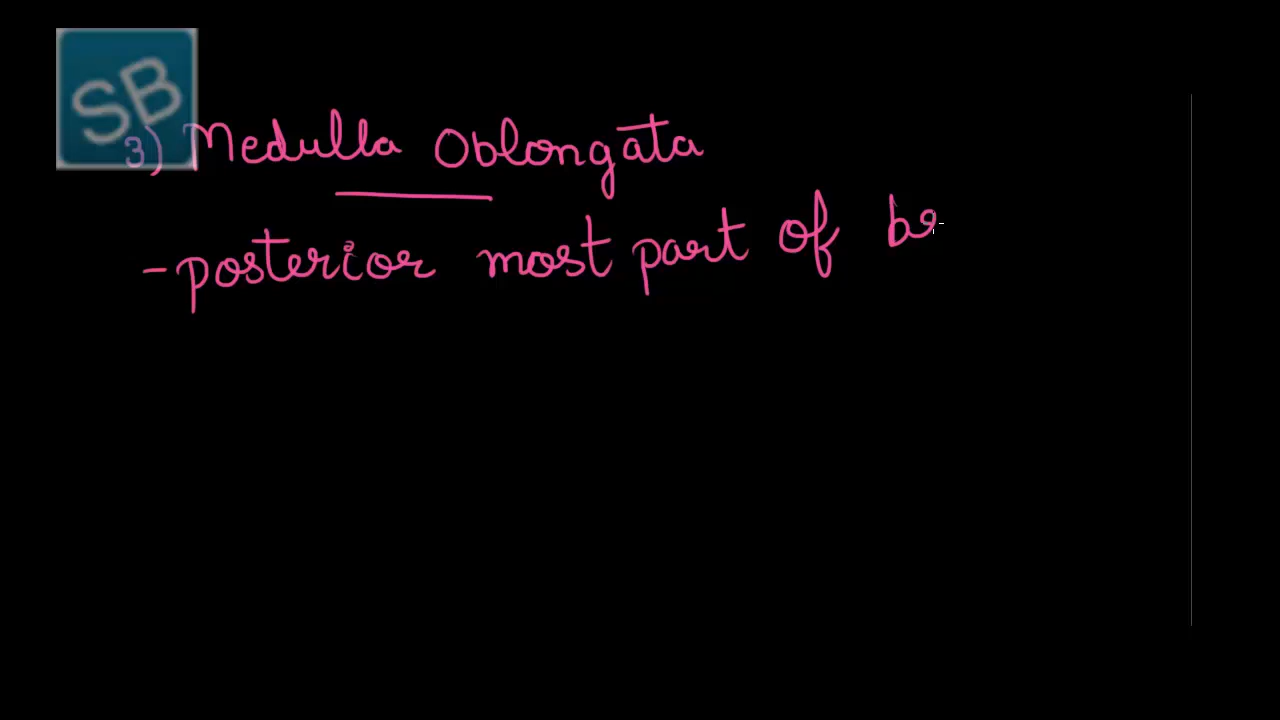 SB
3) Medulla Oblongata
- posterior most part of